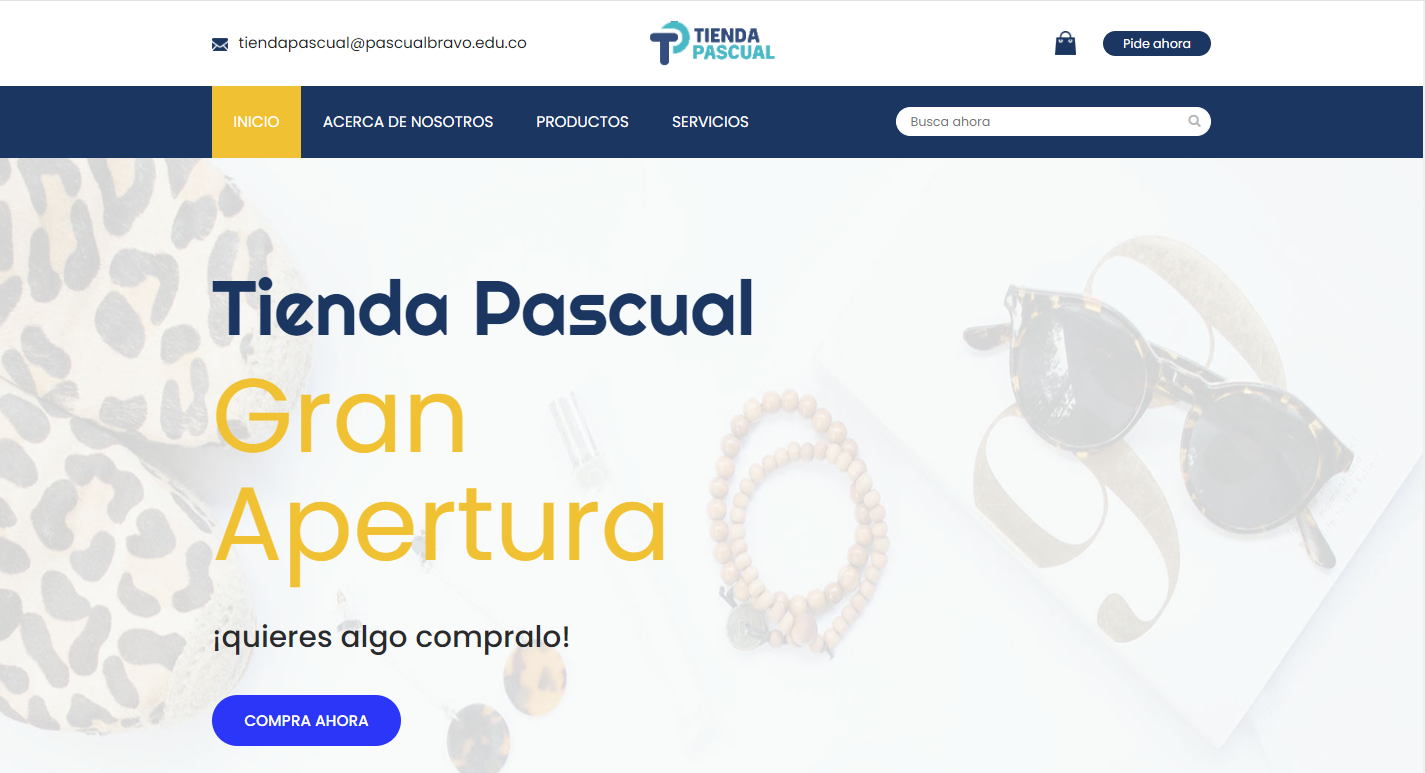 tiendapascual@pascualbravo.edu.co
TIENDA
PASCUAL
Pide ahora
INICIO
ACERCA DE NOSOTROS
PRODUCTOS
SERVICIOS
Busca ahora
Tienda Pascual
Gran
Apertura
¡quieres algo compralo!
COMPRA AHORA